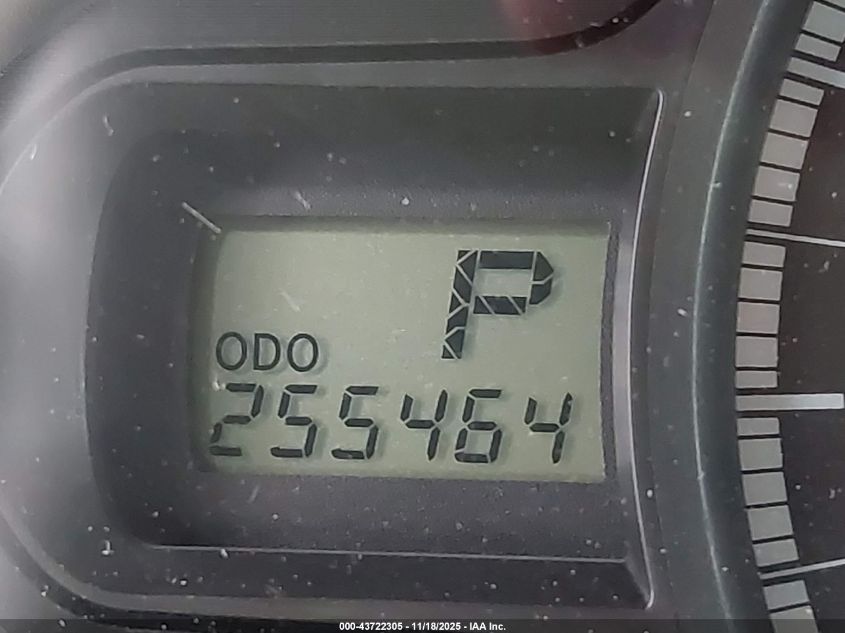 P
ODO
255464
000-43722305 - 11/18/2025 - IAA Inc.